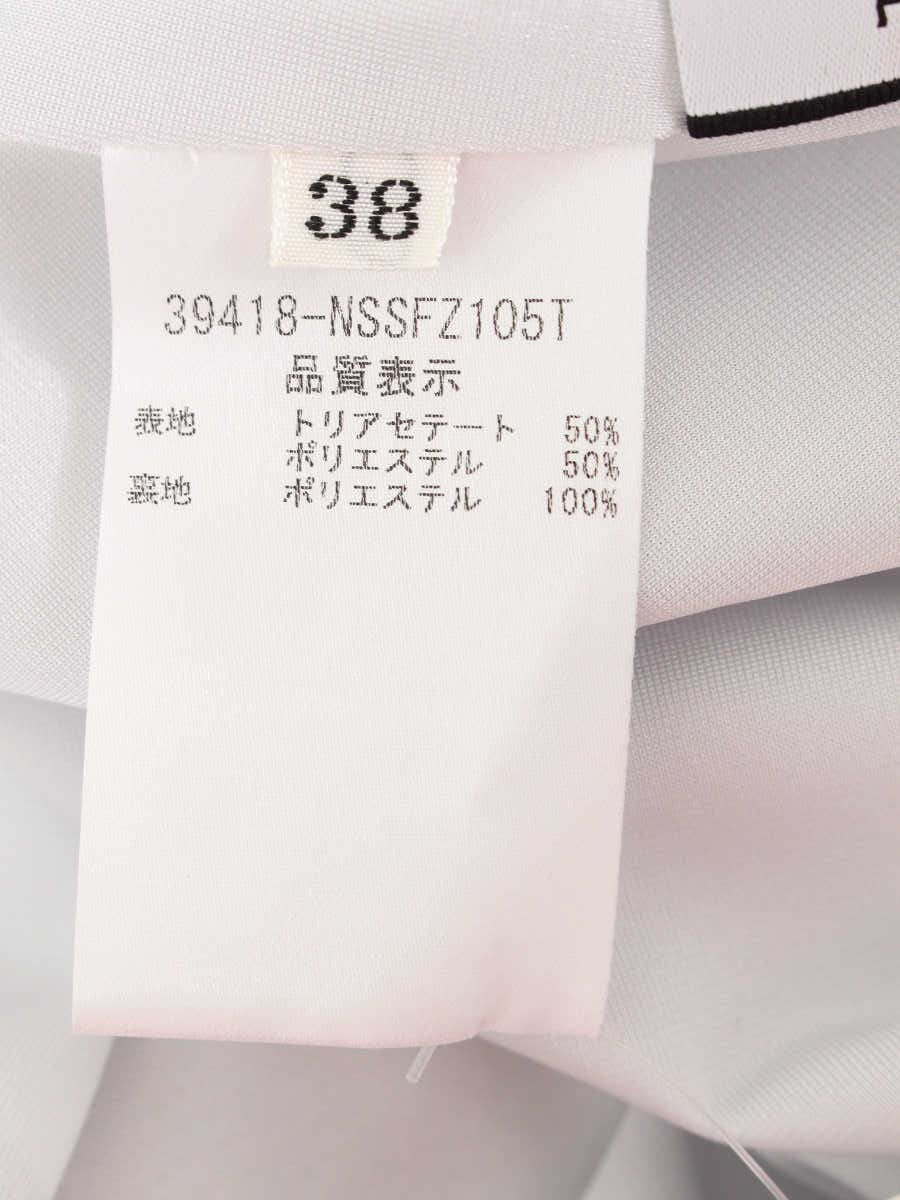 38
39418-NSSFZ105T
品質表示
表地 トリアセテート 50%
ポリエステル 50%
裏地 ポリエステル 100%